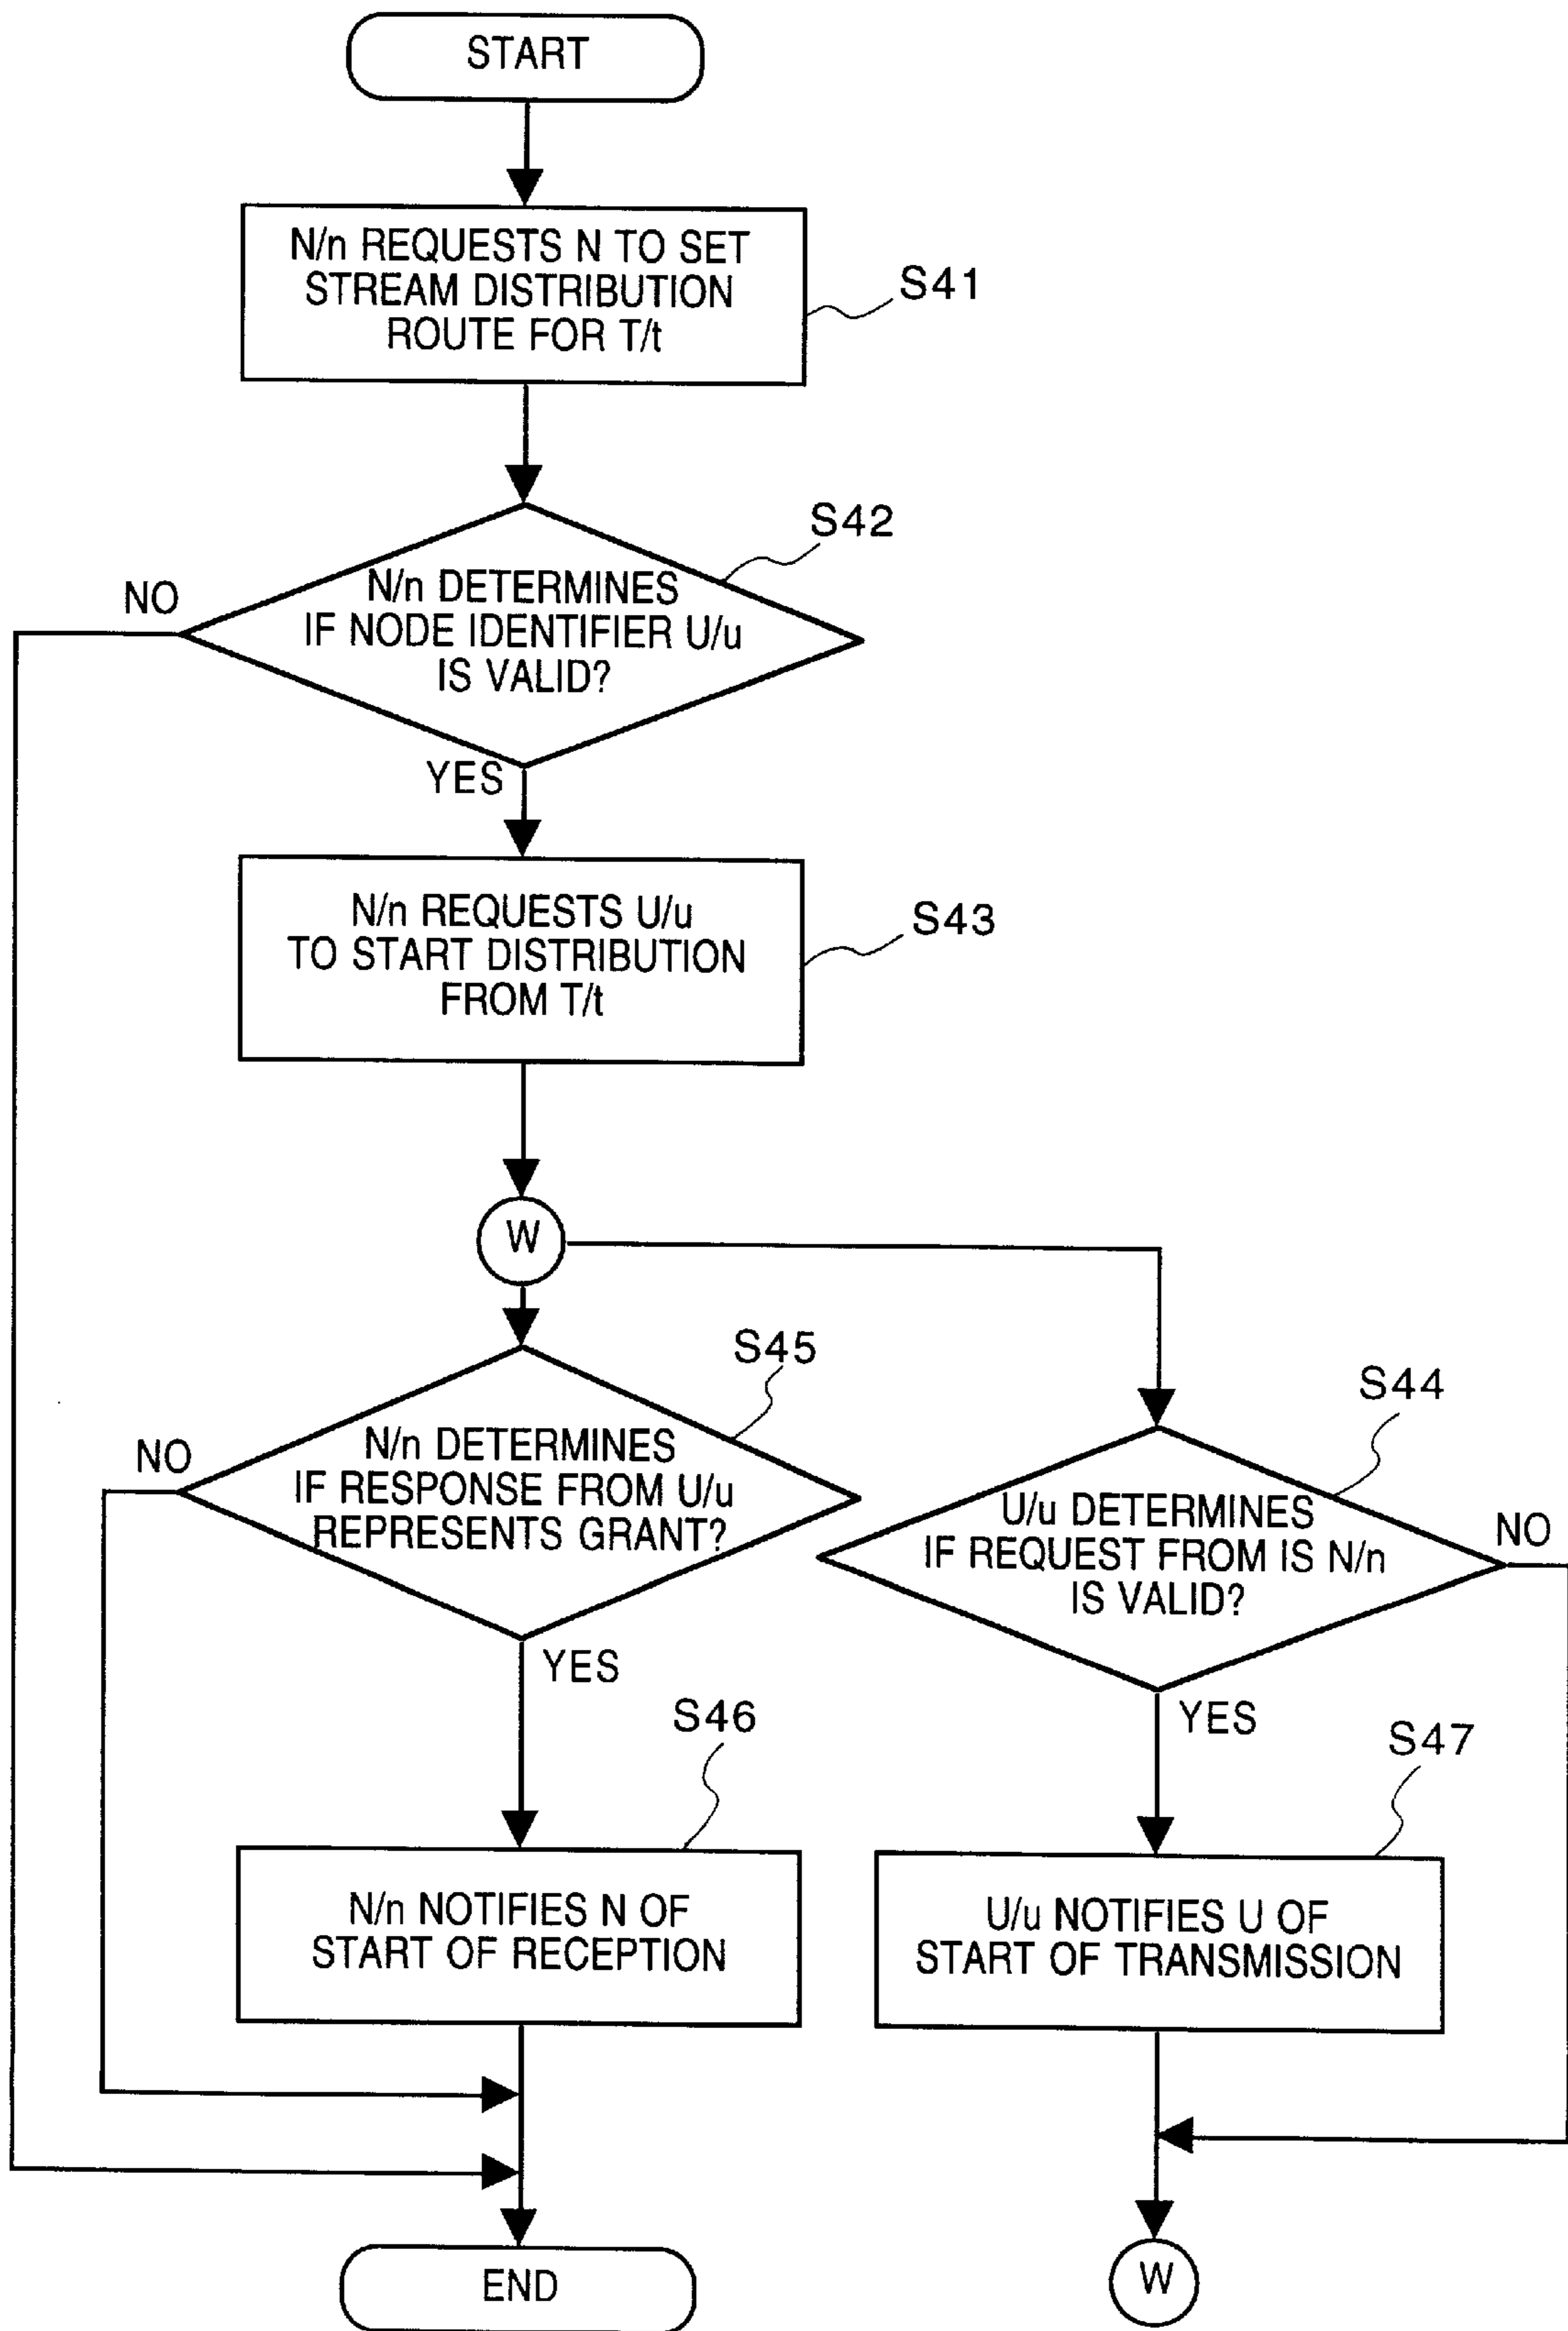 START
N/n REQUESTS N TO SET
STREAM DISTRIBUTION
ROUTE FOR T/t
S41
S42
NO
N/n DETERMINES
IF NODE IDENTIFIER U/u
IS VALID?
YES
N/n REQUESTS U/u
TO START DISTRIBUTION
FROM T/t
S43
W
S45
NO
N/n DETERMINES
IF RESPONSE FROM U/u
REPRESENTS GRANT?
YES
S44
U/u DETERMINES
IF REQUEST FROM IS N/n
IS VALID?
NO
YES
S46
N/n NOTIFIES N OF
START OF RECEPTION
S47
U/u NOTIFIES U OF
START OF TRANSMISSION
END
W